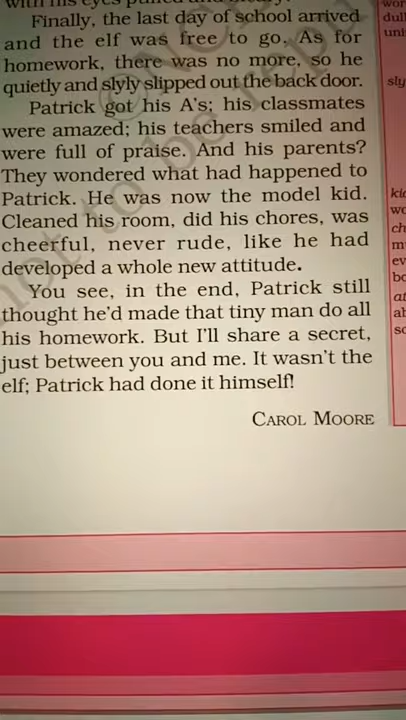 with his eyes puffed and bleary.
Finally, the last day of school arrived
and the elf was free to go. As for
homework, there was no more, so he
quietly and slyly slipped out the back door.
Patrick got his A's; his classmates
were amazed; his teachers smiled and
were full of praise. And his parents?
They wondered what had happened to
Patrick. He was now the model kid.
Cleaned his room, did his chores, was
cheerful, never rude, like he had
developed a whole new attitude.
You see, in the end, Patrick still
thought he'd made that tiny man do all
his homework. But I'll share a secret,
just between you and me. It wasn't the
elf; Patrick had done it himself!
CAROL MOORE